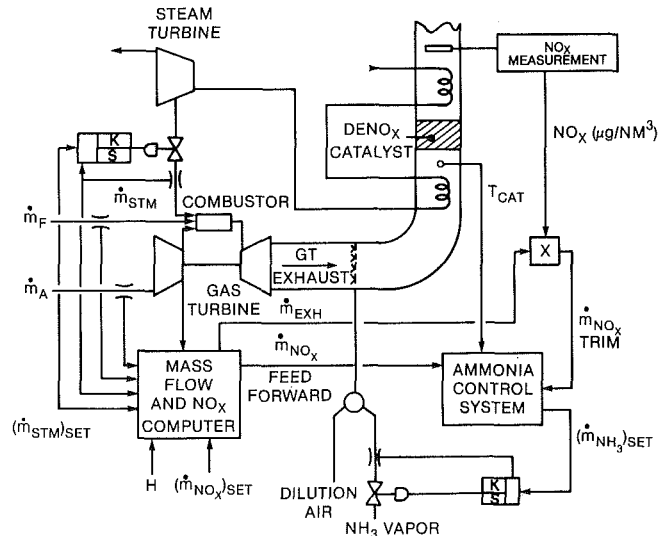 STEAM
TURBINE
NOX
MEASUREMENT
K
S
DENOX
CATALYST
NOX (μg/NM³)
ṁSTM
COMBUSTOR
TCAT
ṁF
GT
EXHAUST
X
ṁA
GAS
TURBINE
ṁEXH
ṁNOX
TRIM
ṁNOX
MASS
FLOW
AND NOX
COMPUTER
FEED
FORWARD
AMMONIA
CONTROL
SYSTEM
(ṁSTM)SET
(ṁNH3)SET
H
(ṁNOX)SET
DILUTION
AIR
K
S
NH3 VAPOR